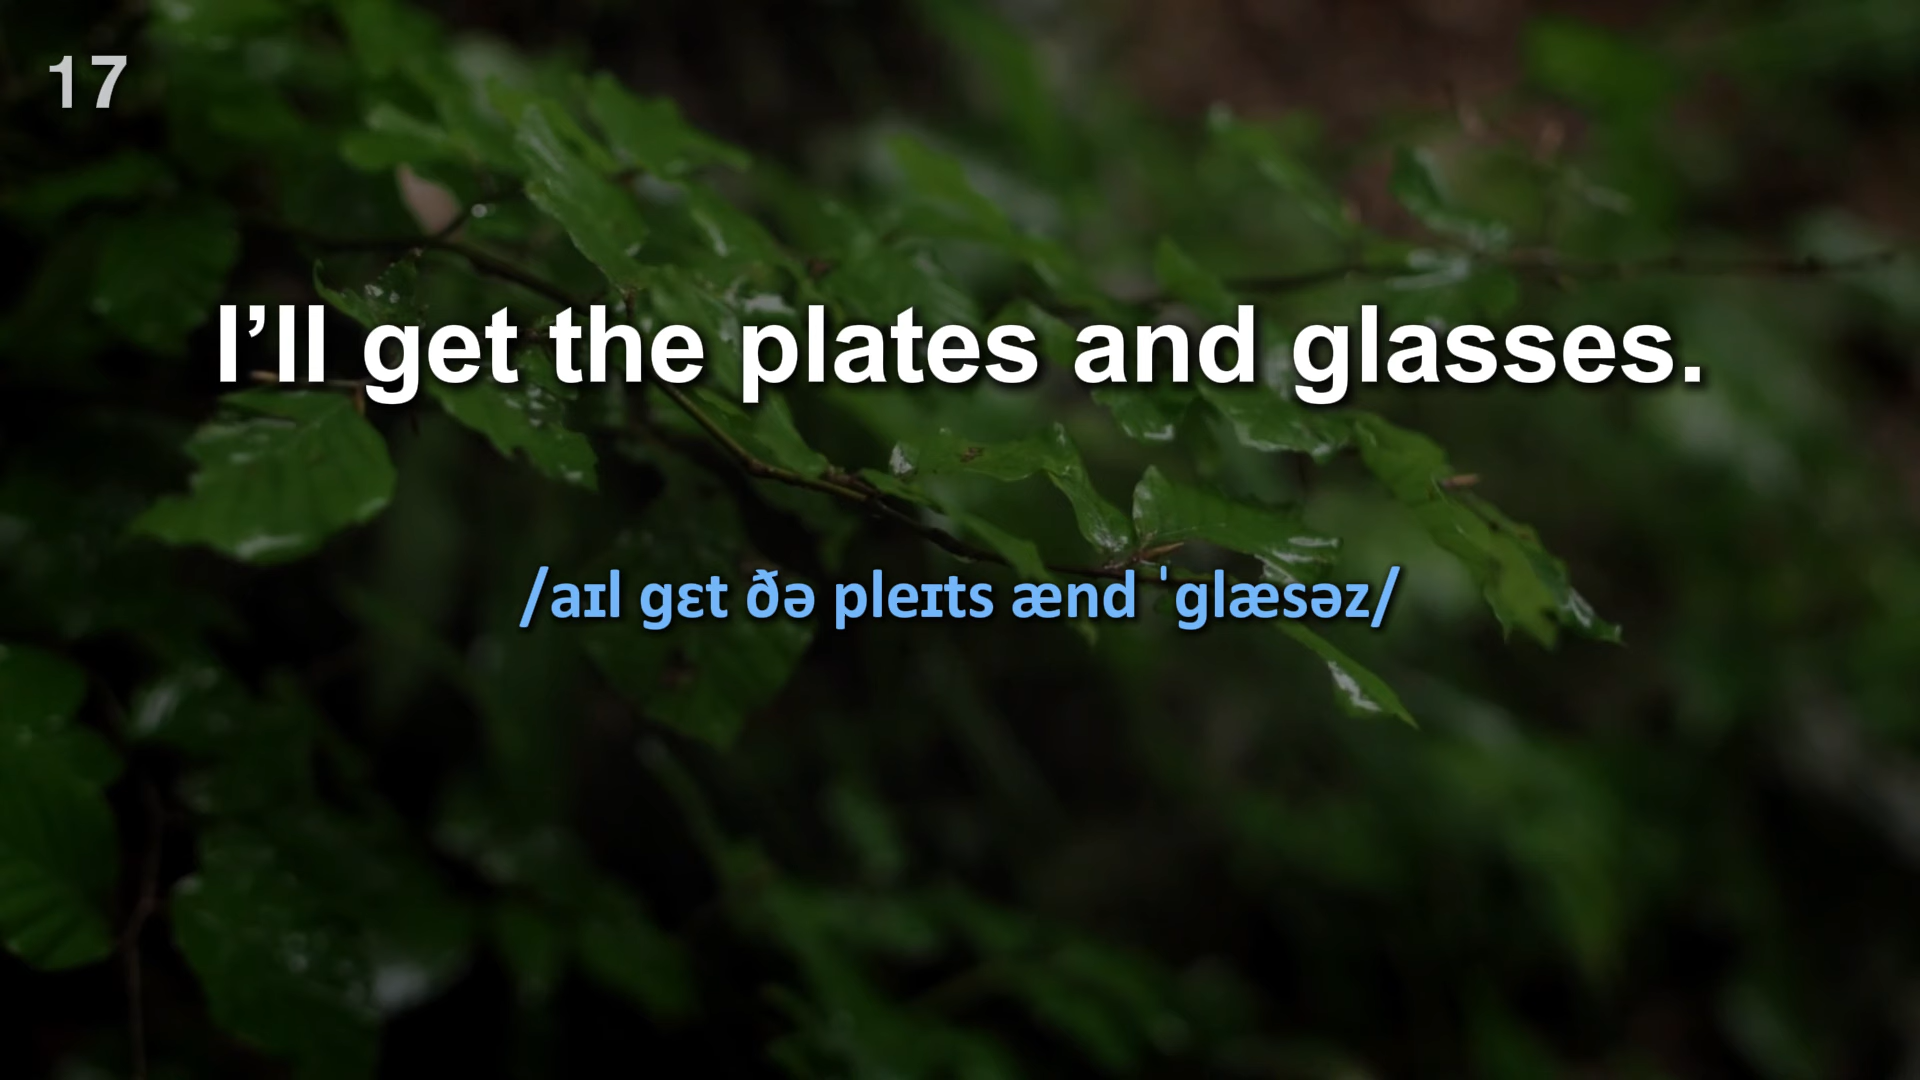 17
I’ll get the plates and glasses.
/aɪl gɛt ðə pleɪts ænd ˈglæsəz/